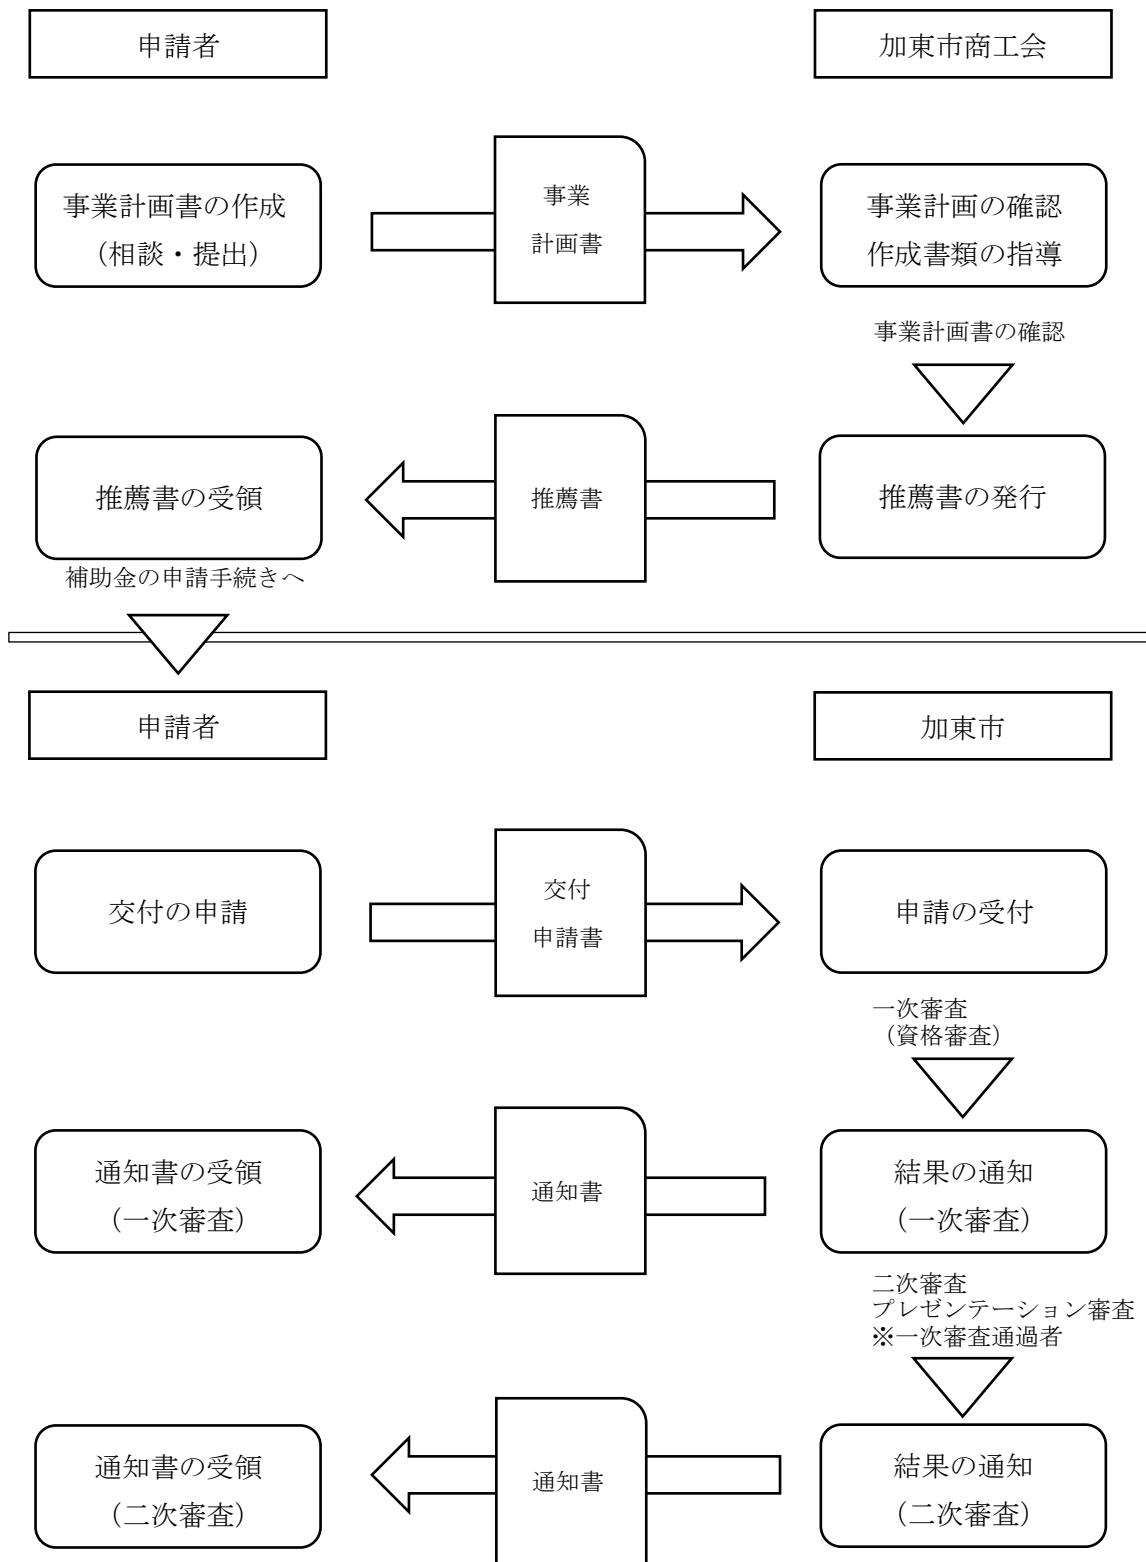 申請者
加東市商工会
事業計画書の作成
（相談・提出）
事業
計画書
事業計画の確認
作成書類の指導
事業計画書の確認
推薦書の受領
推薦書
推薦書の発行
補助金の申請手続きへ
申請者
加東市
交付の申請
交付
申請書
申請の受付
一次審査
（資格審査）
通知書の受領
（一次審査）
通知書
結果の通知
（一次審査）
二次審査
プレゼンテーション審査
※一次審査通過者
通知書の受領
（二次審査）
通知書
結果の通知
（二次審査）